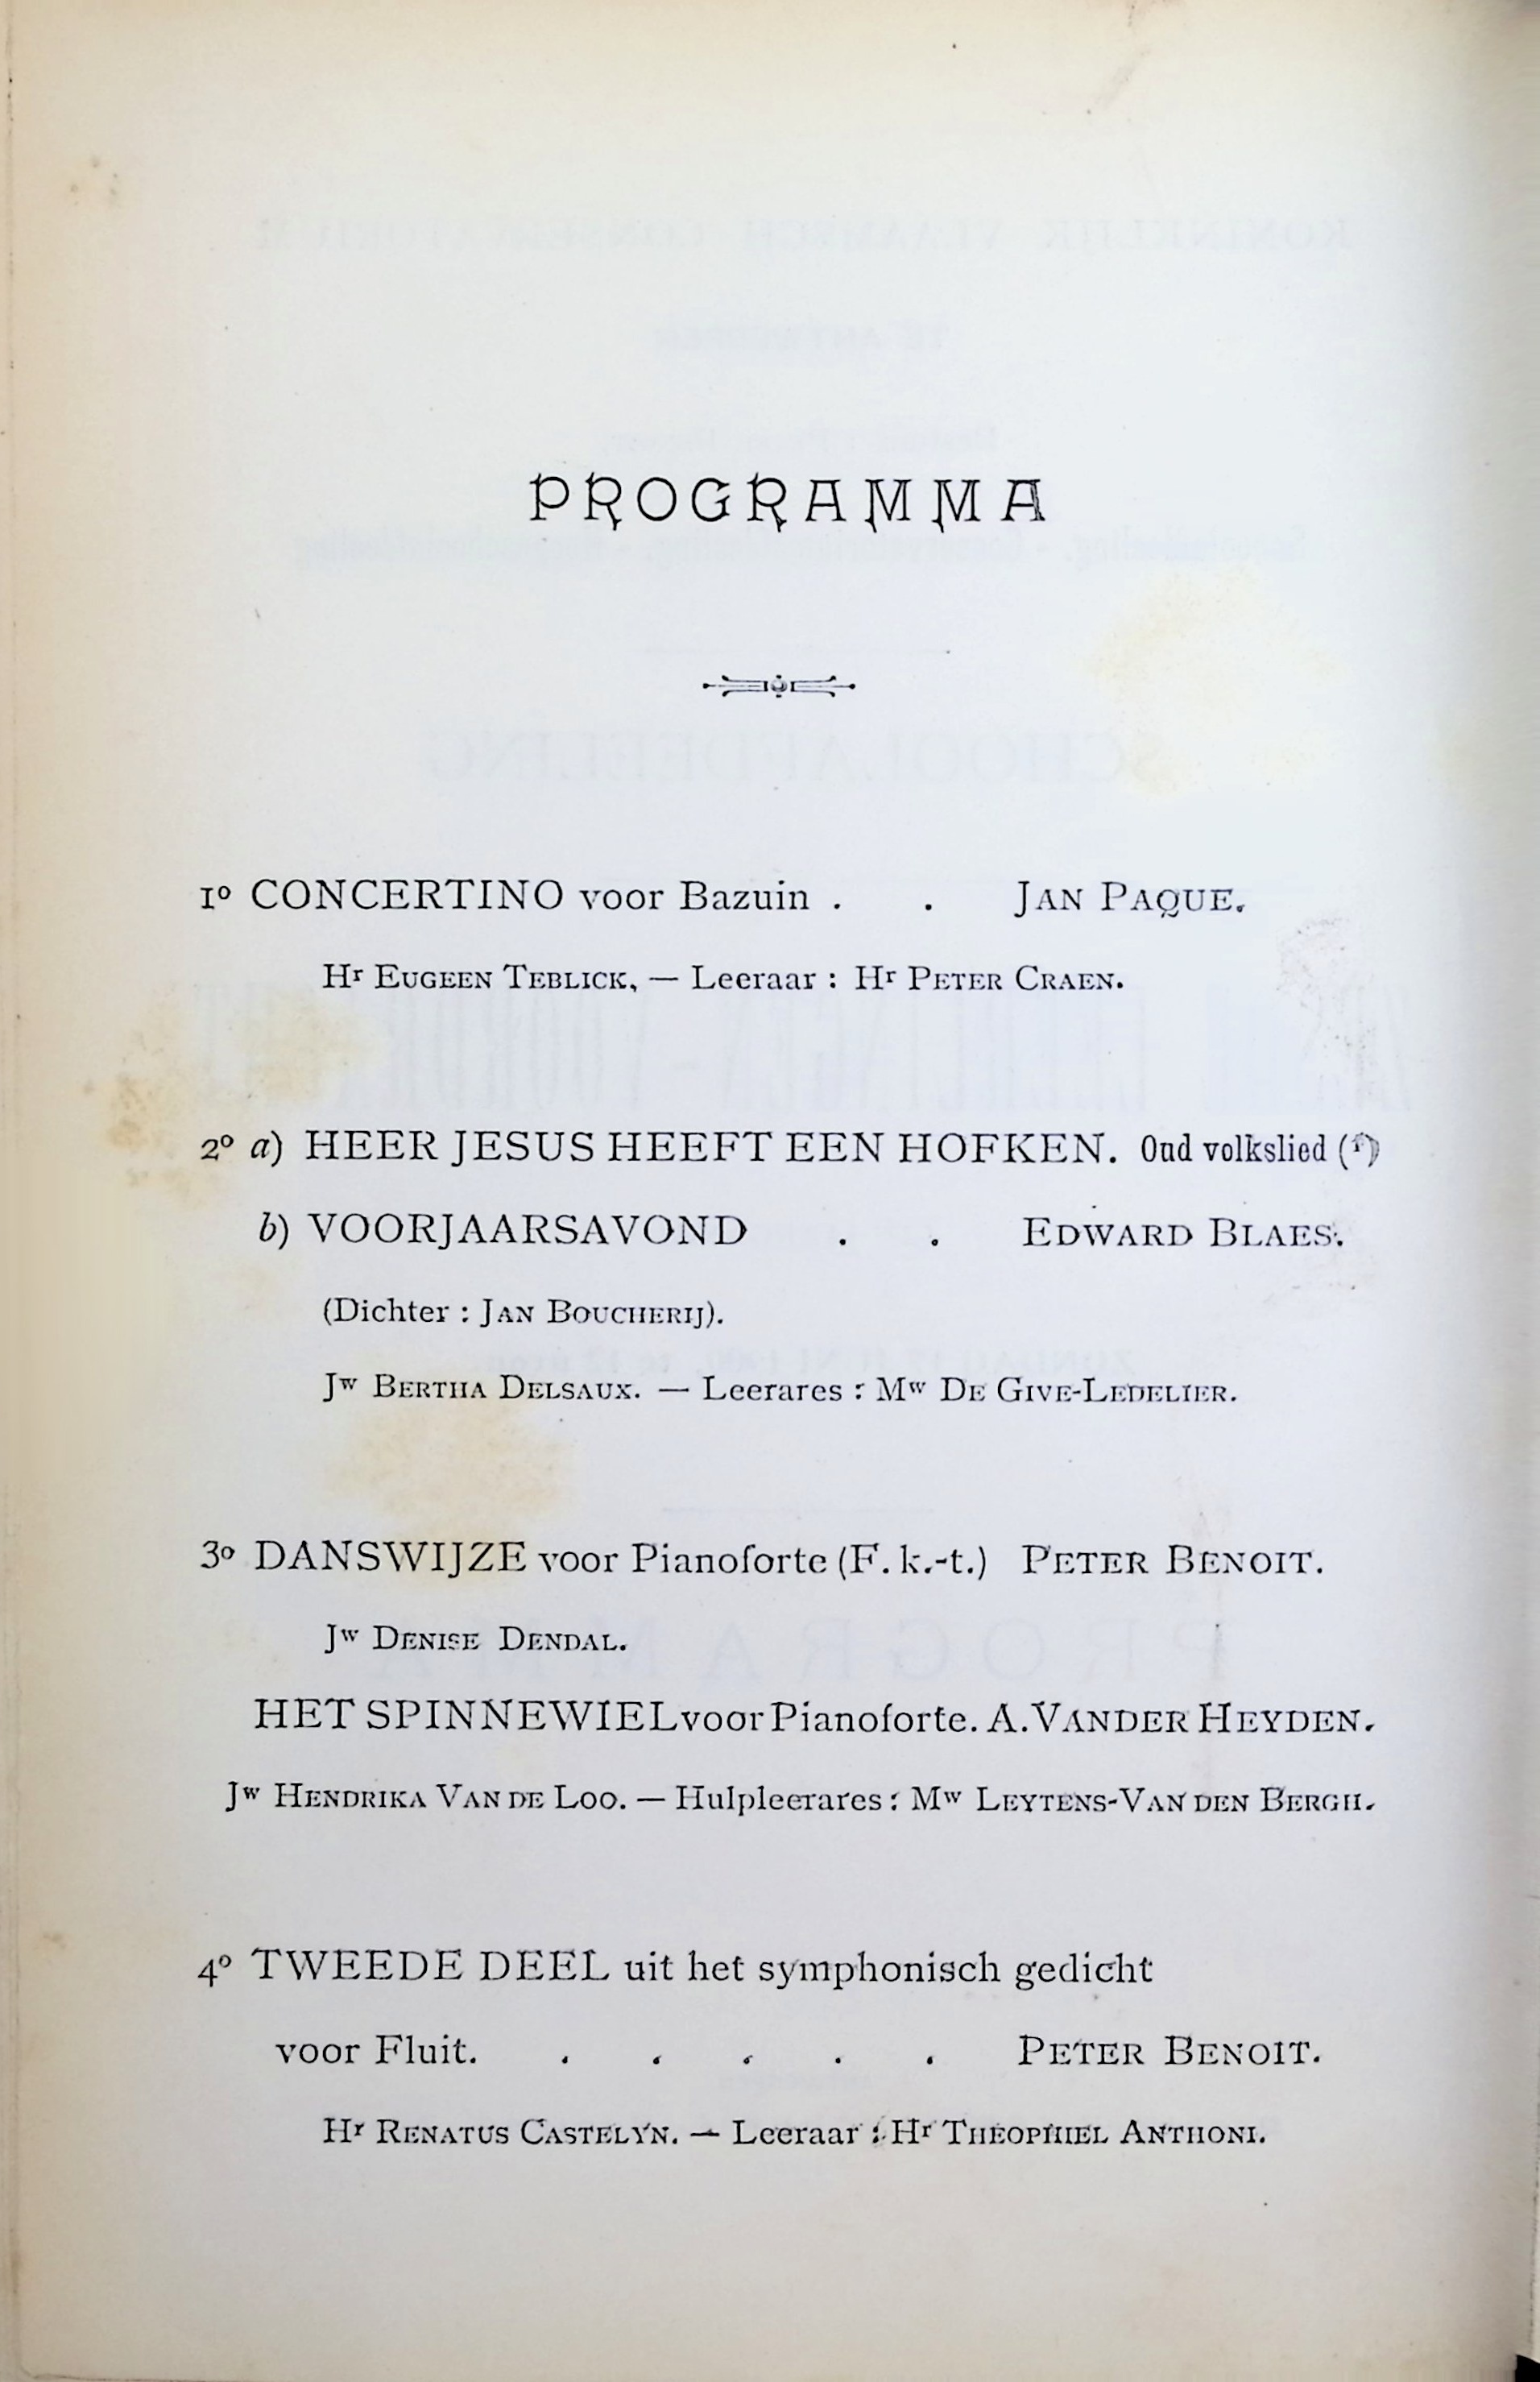 PROGRAMMA
1º CONCERTINO voor Bazuin . . JAN PAQUE.
Hr EUGEEN TEBLICK, — Leeraar : Hr PETER CRAEN.
2º a) HEER JESUS HEEFT EEN HOFKEN. Oud volkslied (1)
b) VOORJAARSAVOND . . EDWARD BLAES.
(Dichter : JAN BOUCHERIJ).
Jw BERTHA DELSAUX. — Leerares : Mw DE GIVE-LEDELIER.
3º DANSWIJZE voor Pianoforte (F. k.-t.) PETER BENOIT.
Jw DENISE DENDAL.
HET SPINNEWIEL voor Pianoforte. A. VANDER HEYDEN.
Jw HENDRIKA VAN DE LOO. — Hulpleerares : Mw LEYTENS-VAN DEN BERGH.
4º TWEEDE DEEL uit het symphonisch gedicht
voor Fluit. . . . . . PETER BENOIT.
Hr RENATUS CASTELYN. — Leeraar : Hr THEOPHIEL ANTHONI.